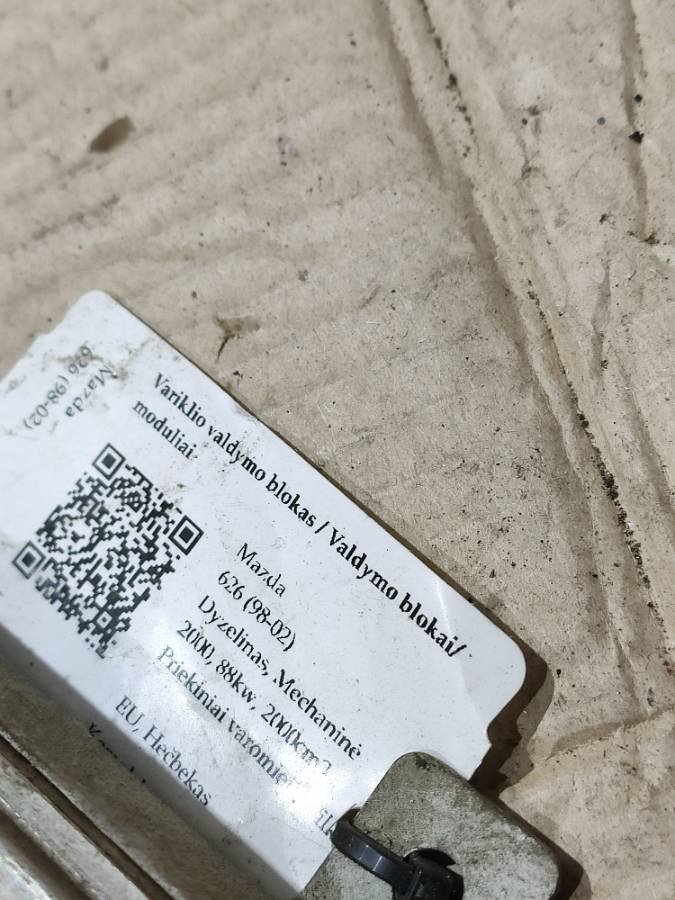 Mazda
626 (98-02)
Variklio valdymo blokas / Valdymo blokai/
moduliai
Mazda
626 (98-02)
Dyzelinas, Mechaninė
2000, 88kw, 2000cm3
Priekiniai varomieji
EU, Hečbekas